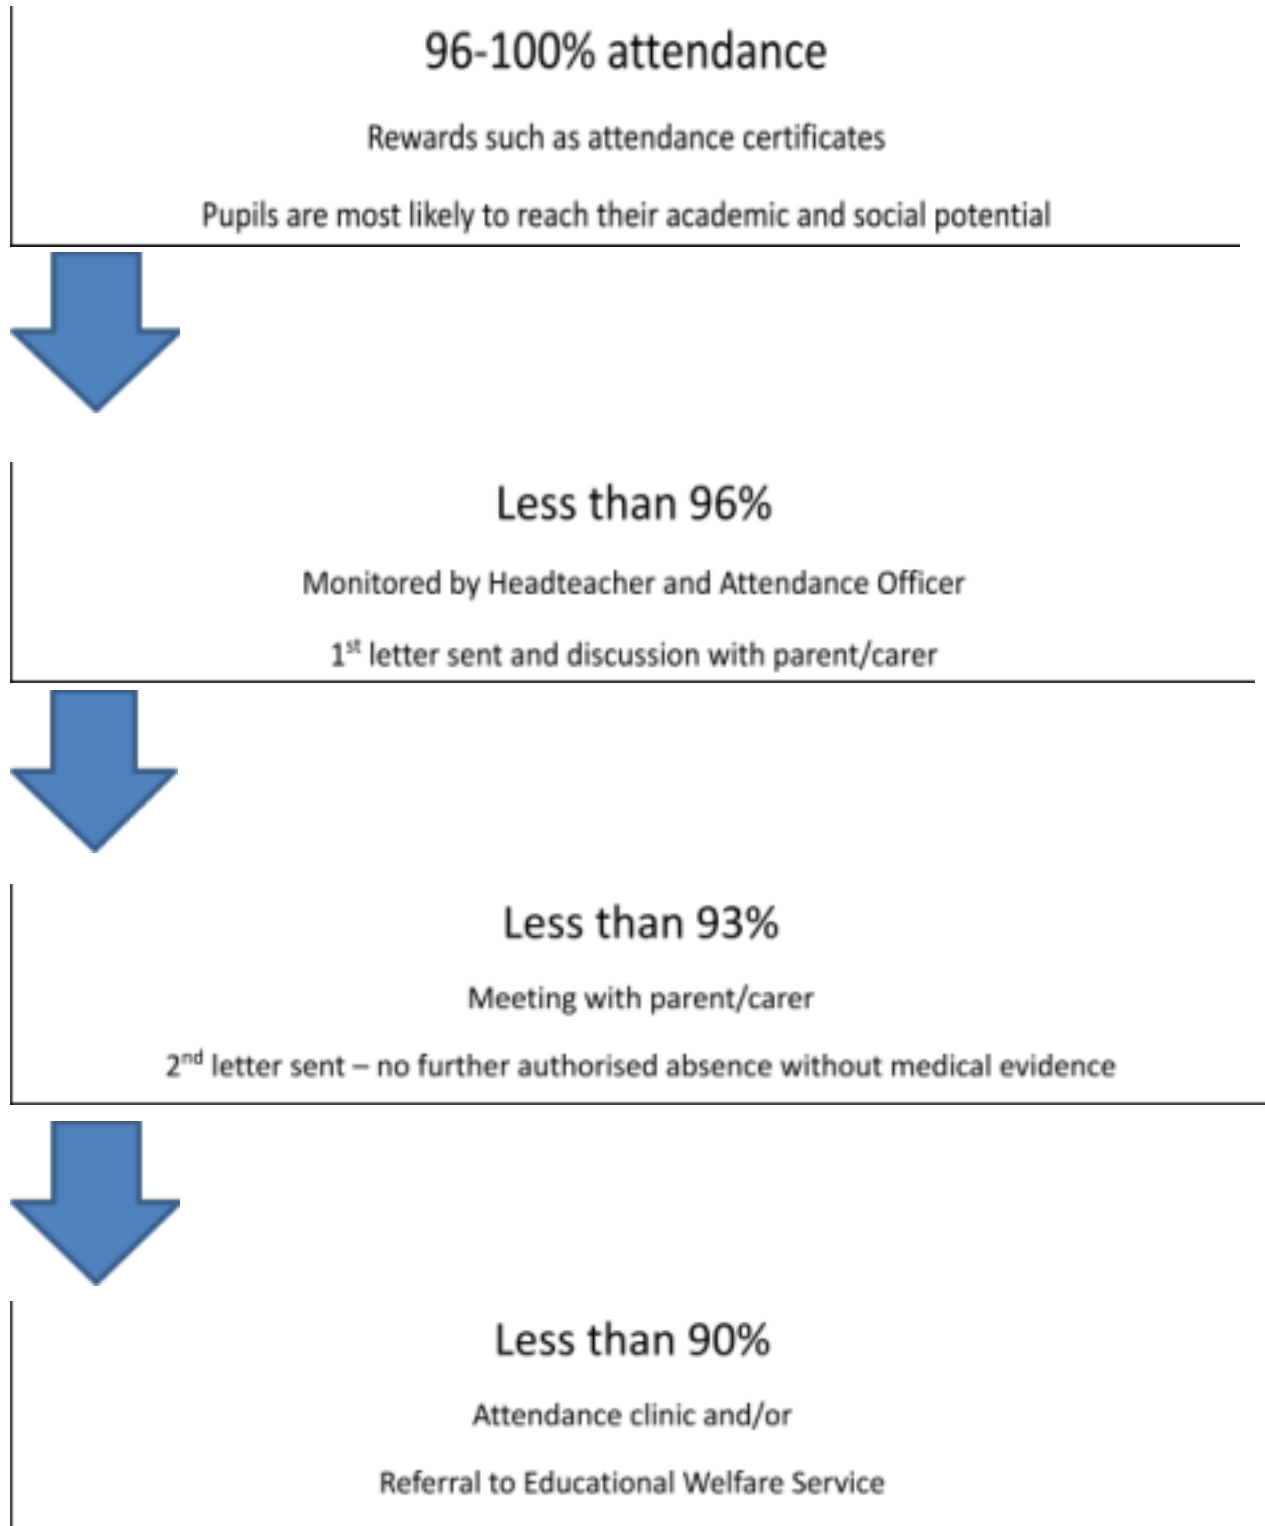 96-100% attendance
Rewards such as attendance certificates
Pupils are most likely to reach their academic and social potential
Less than 96%
Monitored by Headteacher and Attendance Officer
1st letter sent and discussion with parent/carer
Less than 93%
Meeting with parent/carer
2nd letter sent – no further authorised absence without medical evidence
Less than 90%
Attendance clinic and/or
Referral to Educational Welfare Service